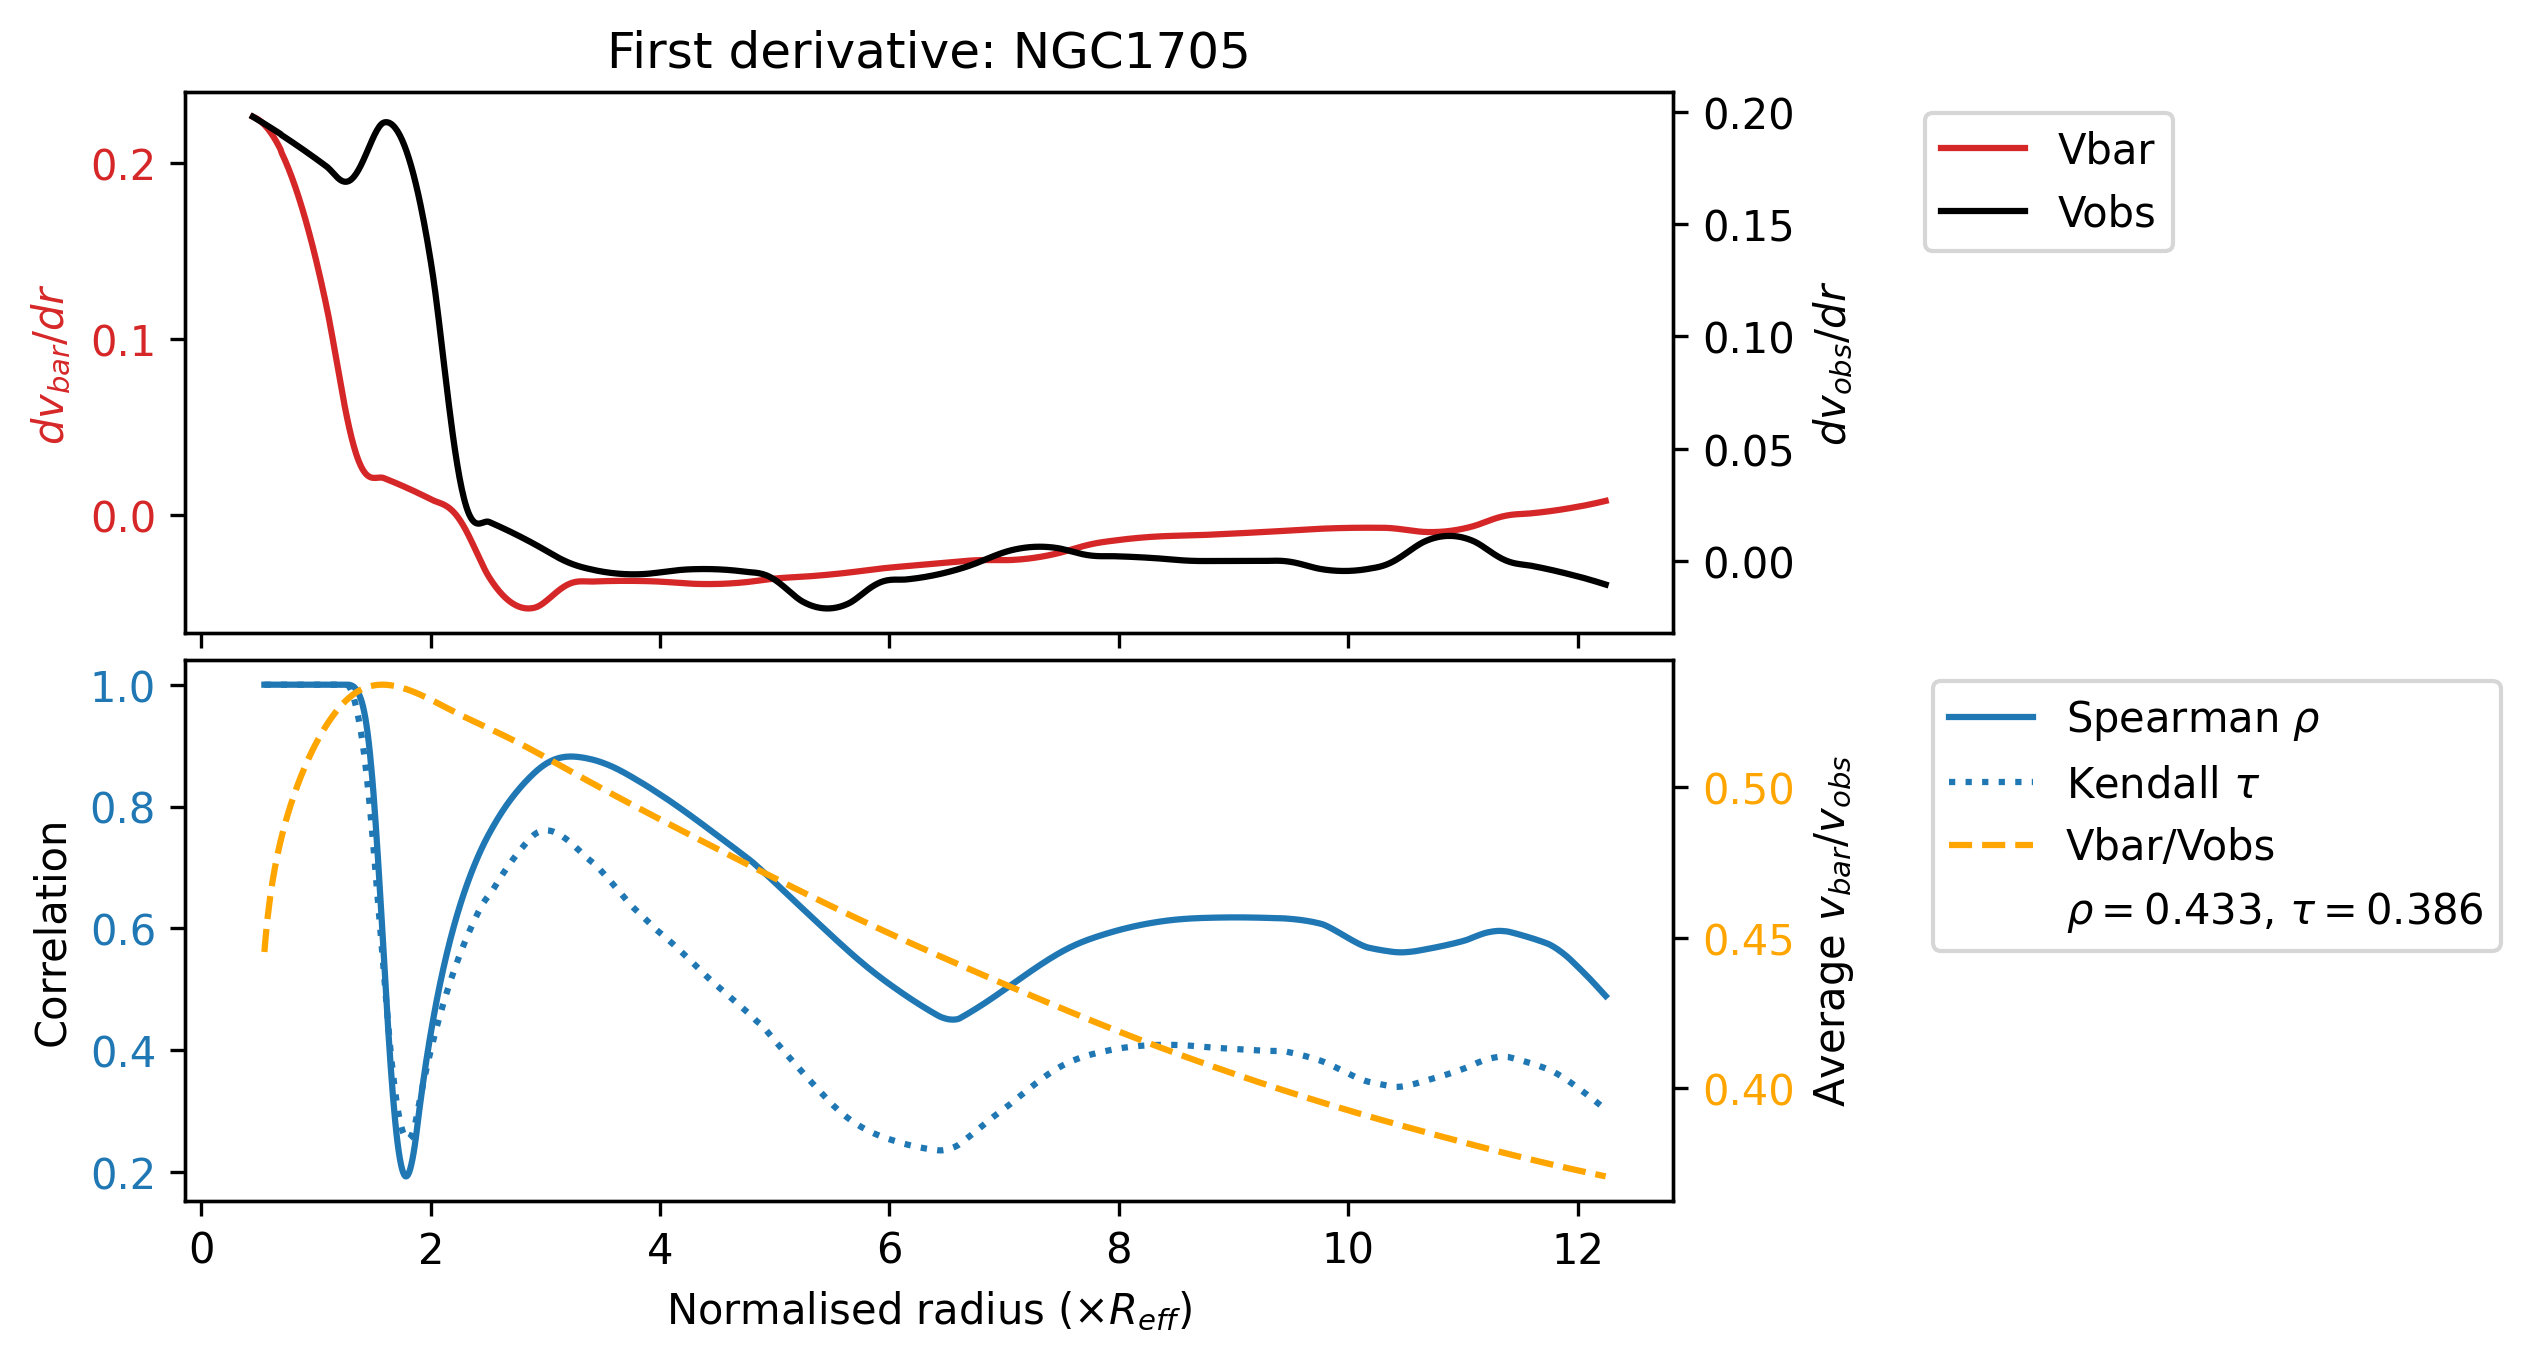 First derivative: NGC1705
0.2
0.1
0.0
dv_bar/dr
0.20
0.15
0.10
0.05
0.00
dv_obs/dr
Vbar
Vobs
1.0
0.8
0.6
0.4
0.2
Correlation
0.50
0.45
0.40
Average v_bar/v_obs
Spearman ρ
Kendall τ
Vbar/Vobs
ρ = 0.433, τ = 0.386
0 2 4 6 8 10 12
Normalised radius (×R_eff)